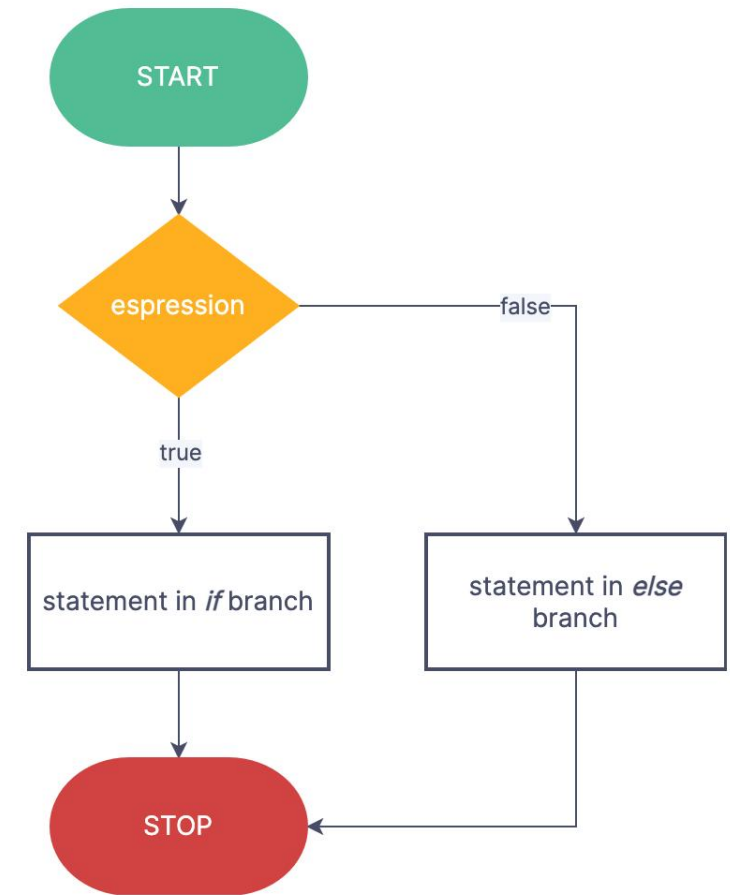 START
espression
false
true
statement in if branch
statement in else
branch
STOP